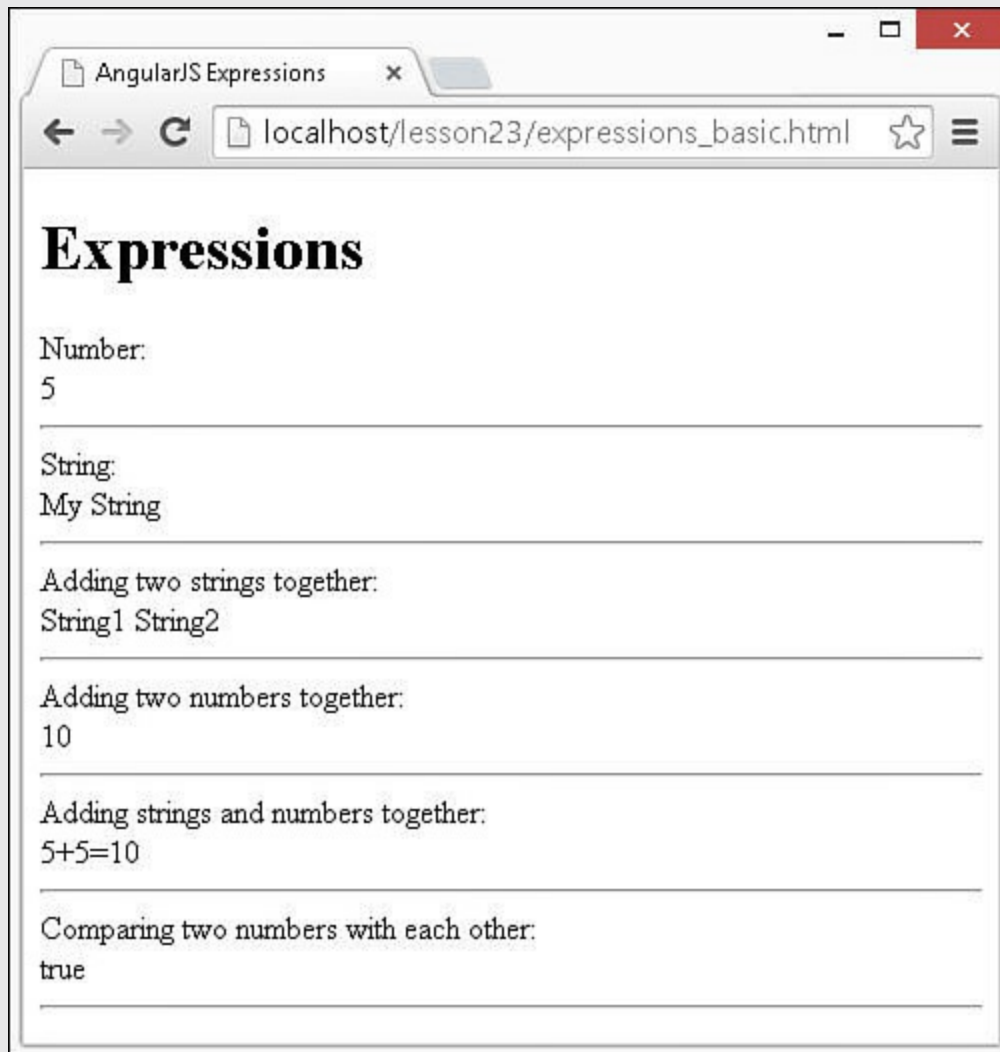 AngularJS Expressions
localhost/lesson23/expressions_basic.html
Expressions
Number:
5
String:
My String
Adding two strings together:
String1 String2
Adding two numbers together:
10
Adding strings and numbers together:
5+5=10
Comparing two numbers with each other:
true